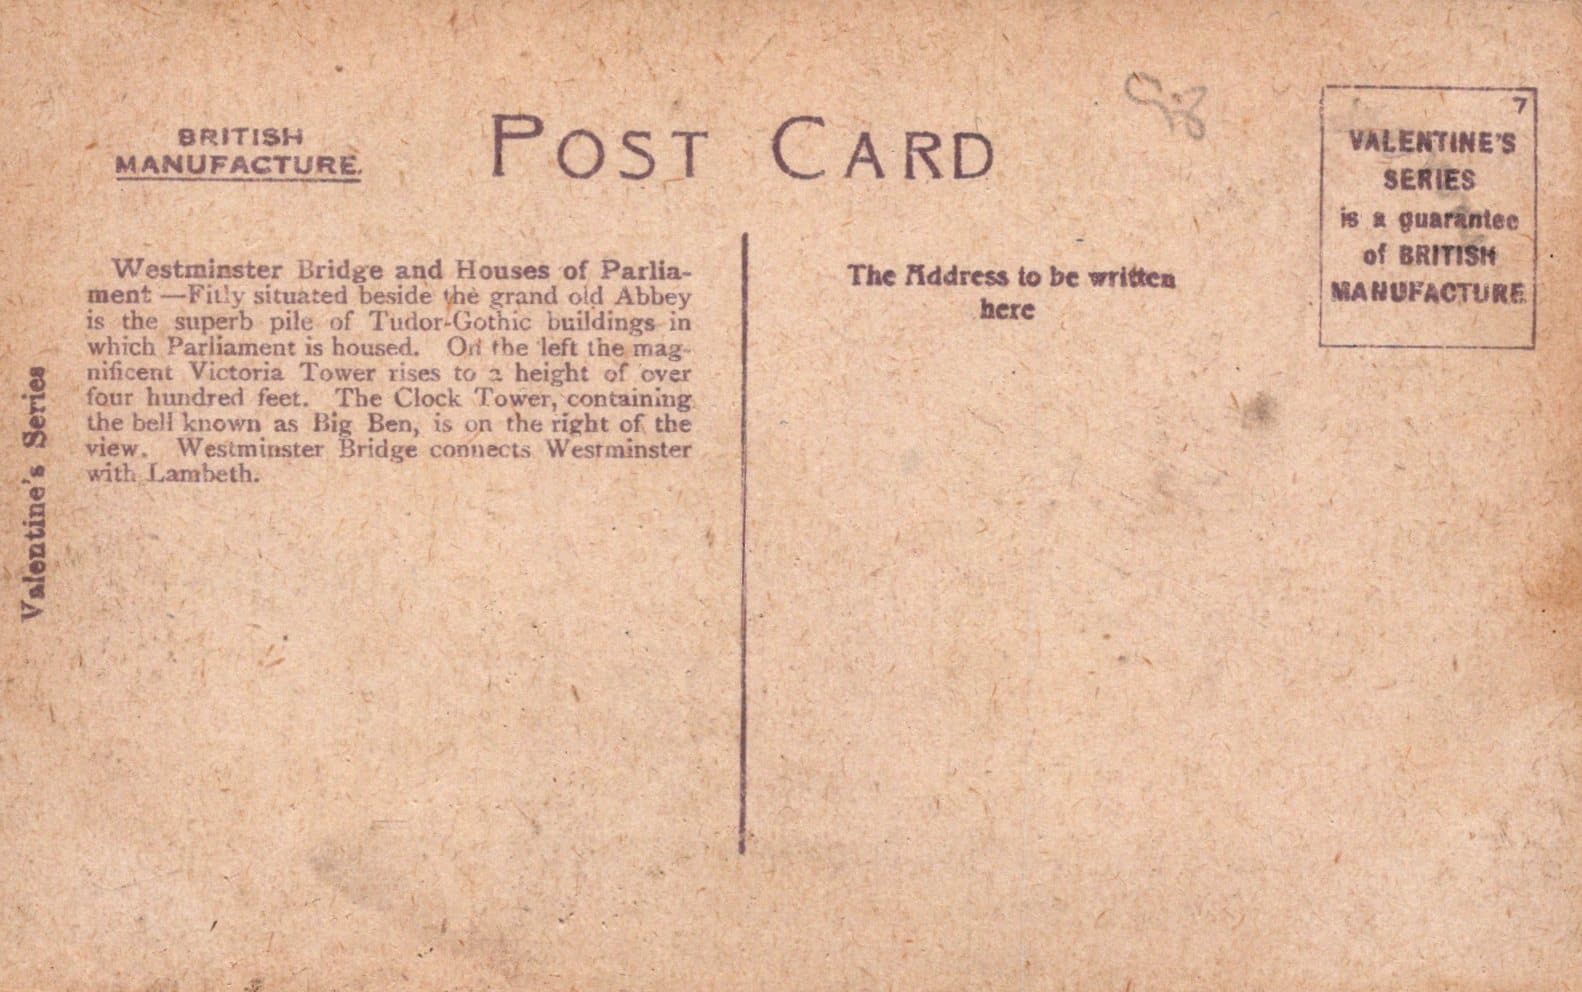 BRITISH
MANUFACTURE.
POST CARD
98
7
VALENTINE'S
SERIES
is a guarantee
of BRITISH
MANUFACTURE
Westminster Bridge and Houses of Parlia-
ment —Fitly situated beside the grand old Abbey
is the superb pile of Tudor-Gothic buildings in
which Parliament is housed. On the left the mag-
nificent Victoria Tower rises to a height of over
four hundred feet. The Clock Tower, containing
the bell known as Big Ben, is on the right of the
view. Westminster Bridge connects Westminster
with Lambeth.
The Address to be written
here
Valentine's Series